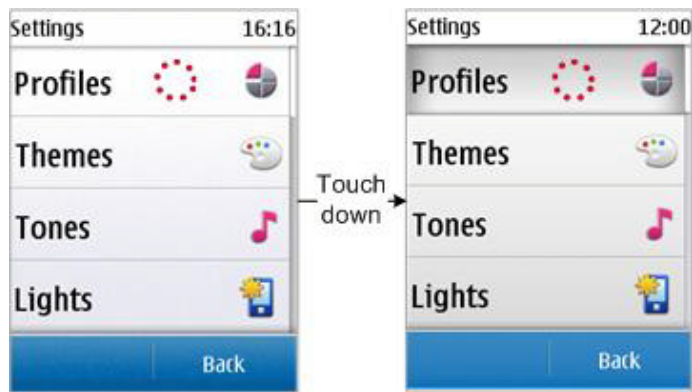 Settings 16:16
Profiles
Themes
Tones
Lights
Back
Touch
down
Settings 12:00
Profiles
Themes
Tones
Lights
Back